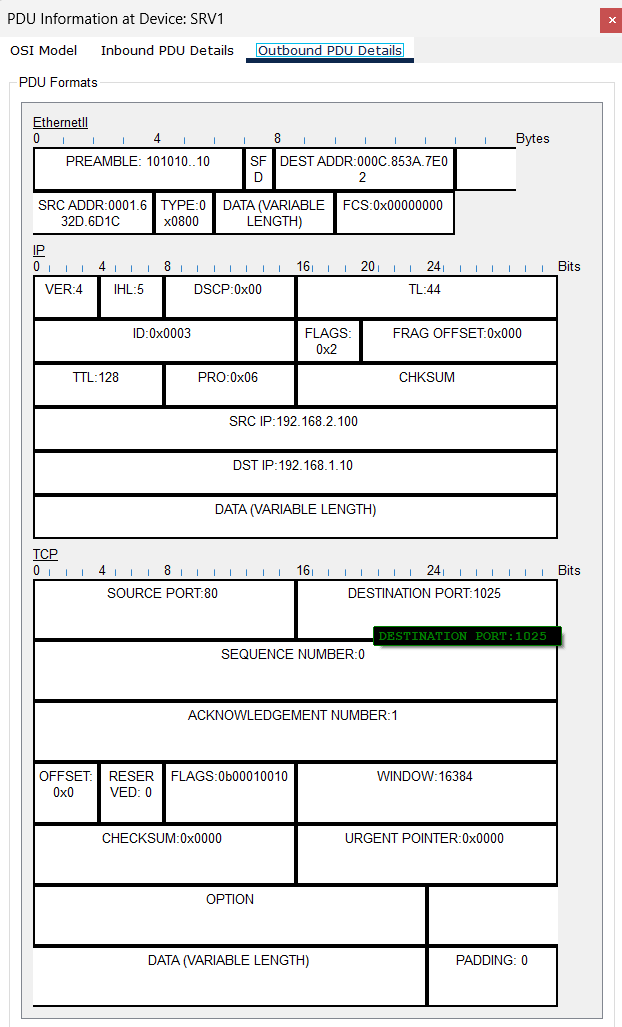 PDU Information at Device: SRV1
×
OSI Model Inbound PDU Details Outbound PDU Details
PDU Formats
EthernetII
0 4 8 Bytes
PREAMBLE: 101010..10
SF
D
DEST ADDR:000C.853A.7E0
2
SRC ADDR:0001.6
32D.6D1C
TYPE:0
x0800
DATA (VARIABLE
LENGTH)
FCS:0x00000000
IP
0 4 8 16 20 24 Bits
VER:4 IHL:5 DSCP:0x00 TL:44
ID:0x0003
FLAGS:
0x2
FRAG OFFSET:0x000
TTL:128 PRO:0x06 CHKSUM
SRC IP:192.168.2.100
DST IP:192.168.1.10
DATA (VARIABLE LENGTH)
TCP
0 4 8 16 24 Bits
SOURCE PORT:80 DESTINATION PORT:1025
DESTINATION PORT:1025
SEQUENCE NUMBER:0
ACKNOWLEDGEMENT NUMBER:1
OFFSET:
0x0
RESER
VED: 0
FLAGS:0b00010010
WINDOW:16384
CHECKSUM:0x0000 URGENT POINTER:0x0000
OPTION
DATA (VARIABLE LENGTH) PADDING: 0